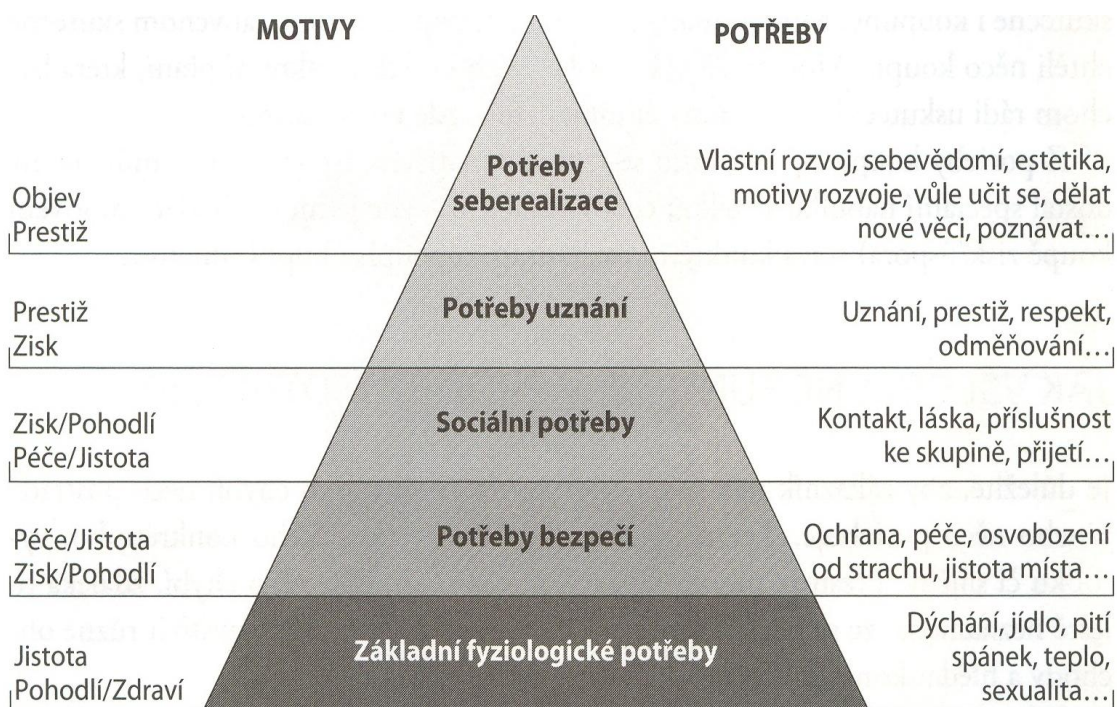 MOTIVY
POTŘEBY
Potřeby
seberealizace
Objev
Prestiž
Vlastní rozvoj, sebevědomí, estetika,
motivy rozvoje, vůle učit se, dělat
nové věci, poznávat…
Prestiž
Zisk
Potřeby uznání
Uznání, prestiž, respekt,
odměňování…
Zisk/Pohodlí
Péče/Jistota
Sociální potřeby
Kontakt, láska, příslušnost
ke skupině, přijetí…
Péče/Jistota
Zisk/Pohodlí
Potřeby bezpečí
Ochrana, péče, osvobození
od strachu, jistota místa…
Jistota
Pohodlí/Zdraví
Základní fyziologické potřeby
Dýchání, jídlo, pití
spánek, teplo,
sexualita…